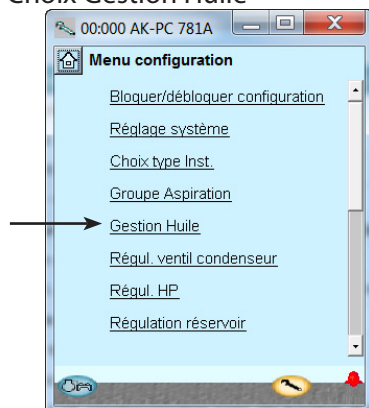 Choix Gestion Huile
00:000 AK-PC 781A
Menu configuration
Bloquer/débloquer configuration
Réglage système
Choix type Inst.
Groupe Aspiration
Gestion Huile
Régul. ventil condenseur
Régul. HP
Régulation réservoir